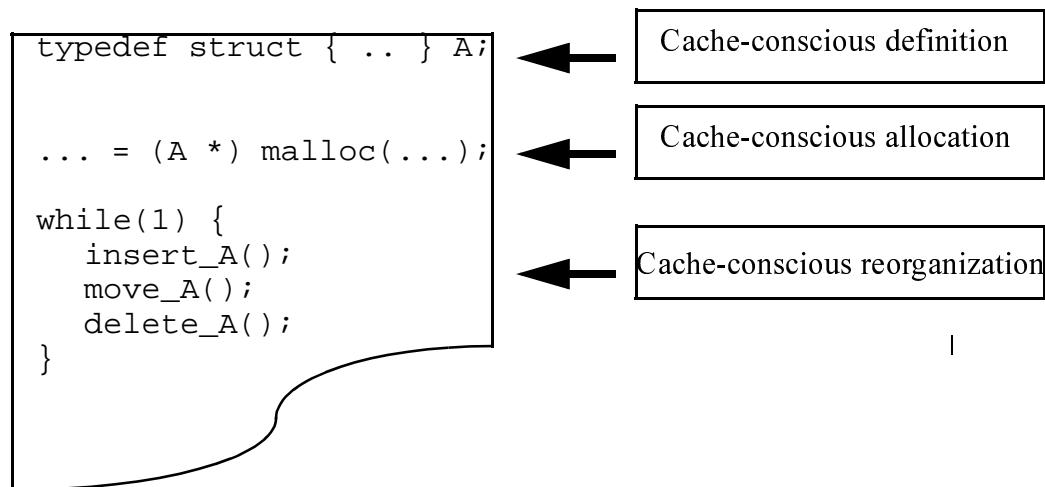 typedef struct { .. } A;
Cache-conscious definition
... = (A *) malloc(...);
Cache-conscious allocation
while(1) {
insert_A();
move_A();
delete_A();
}
Cache-conscious reorganization